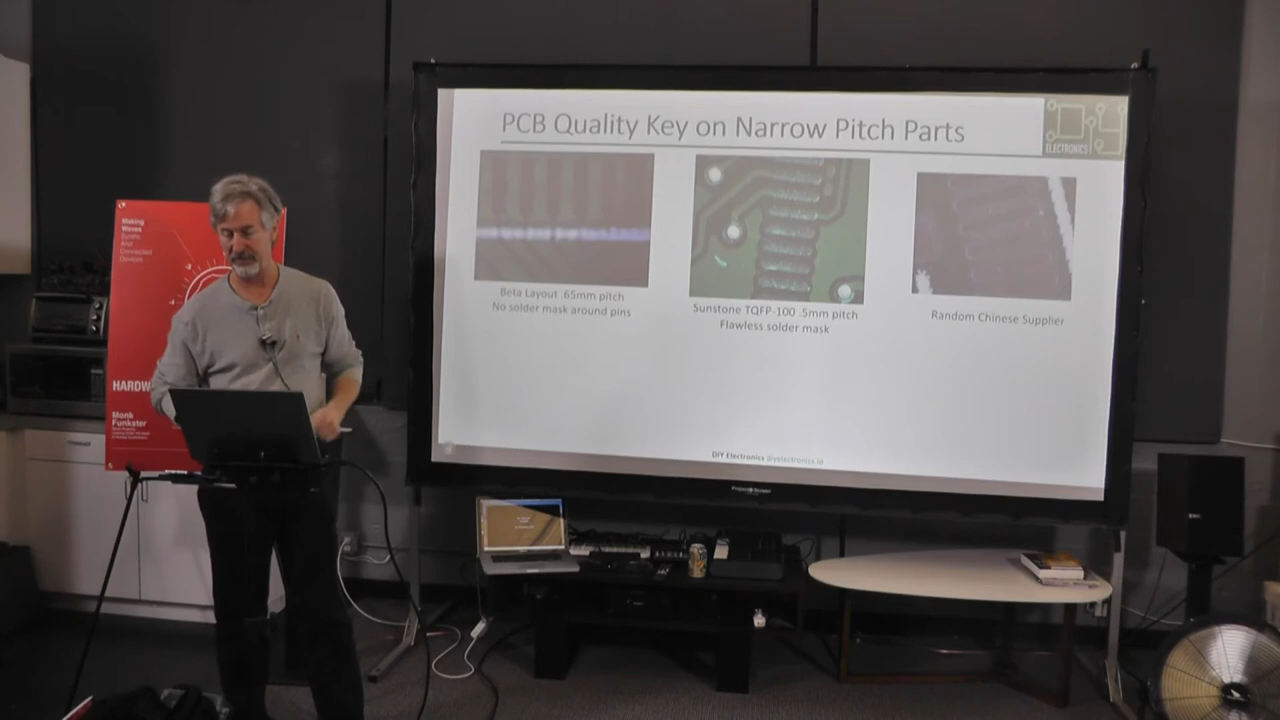 PCB Quality Key on Narrow Pitch Parts
ELECTRONICS
Beta Layout .65mm pitch
No solder mask around pins
Sunstone TQFP-100 .5mm pitch
Flawless solder mask
Random Chinese Supplier
DIY Electronics diyelectronics.io
Making
Waves
Synths
And
Connected
Devices
HARDW
Monk
Funkster